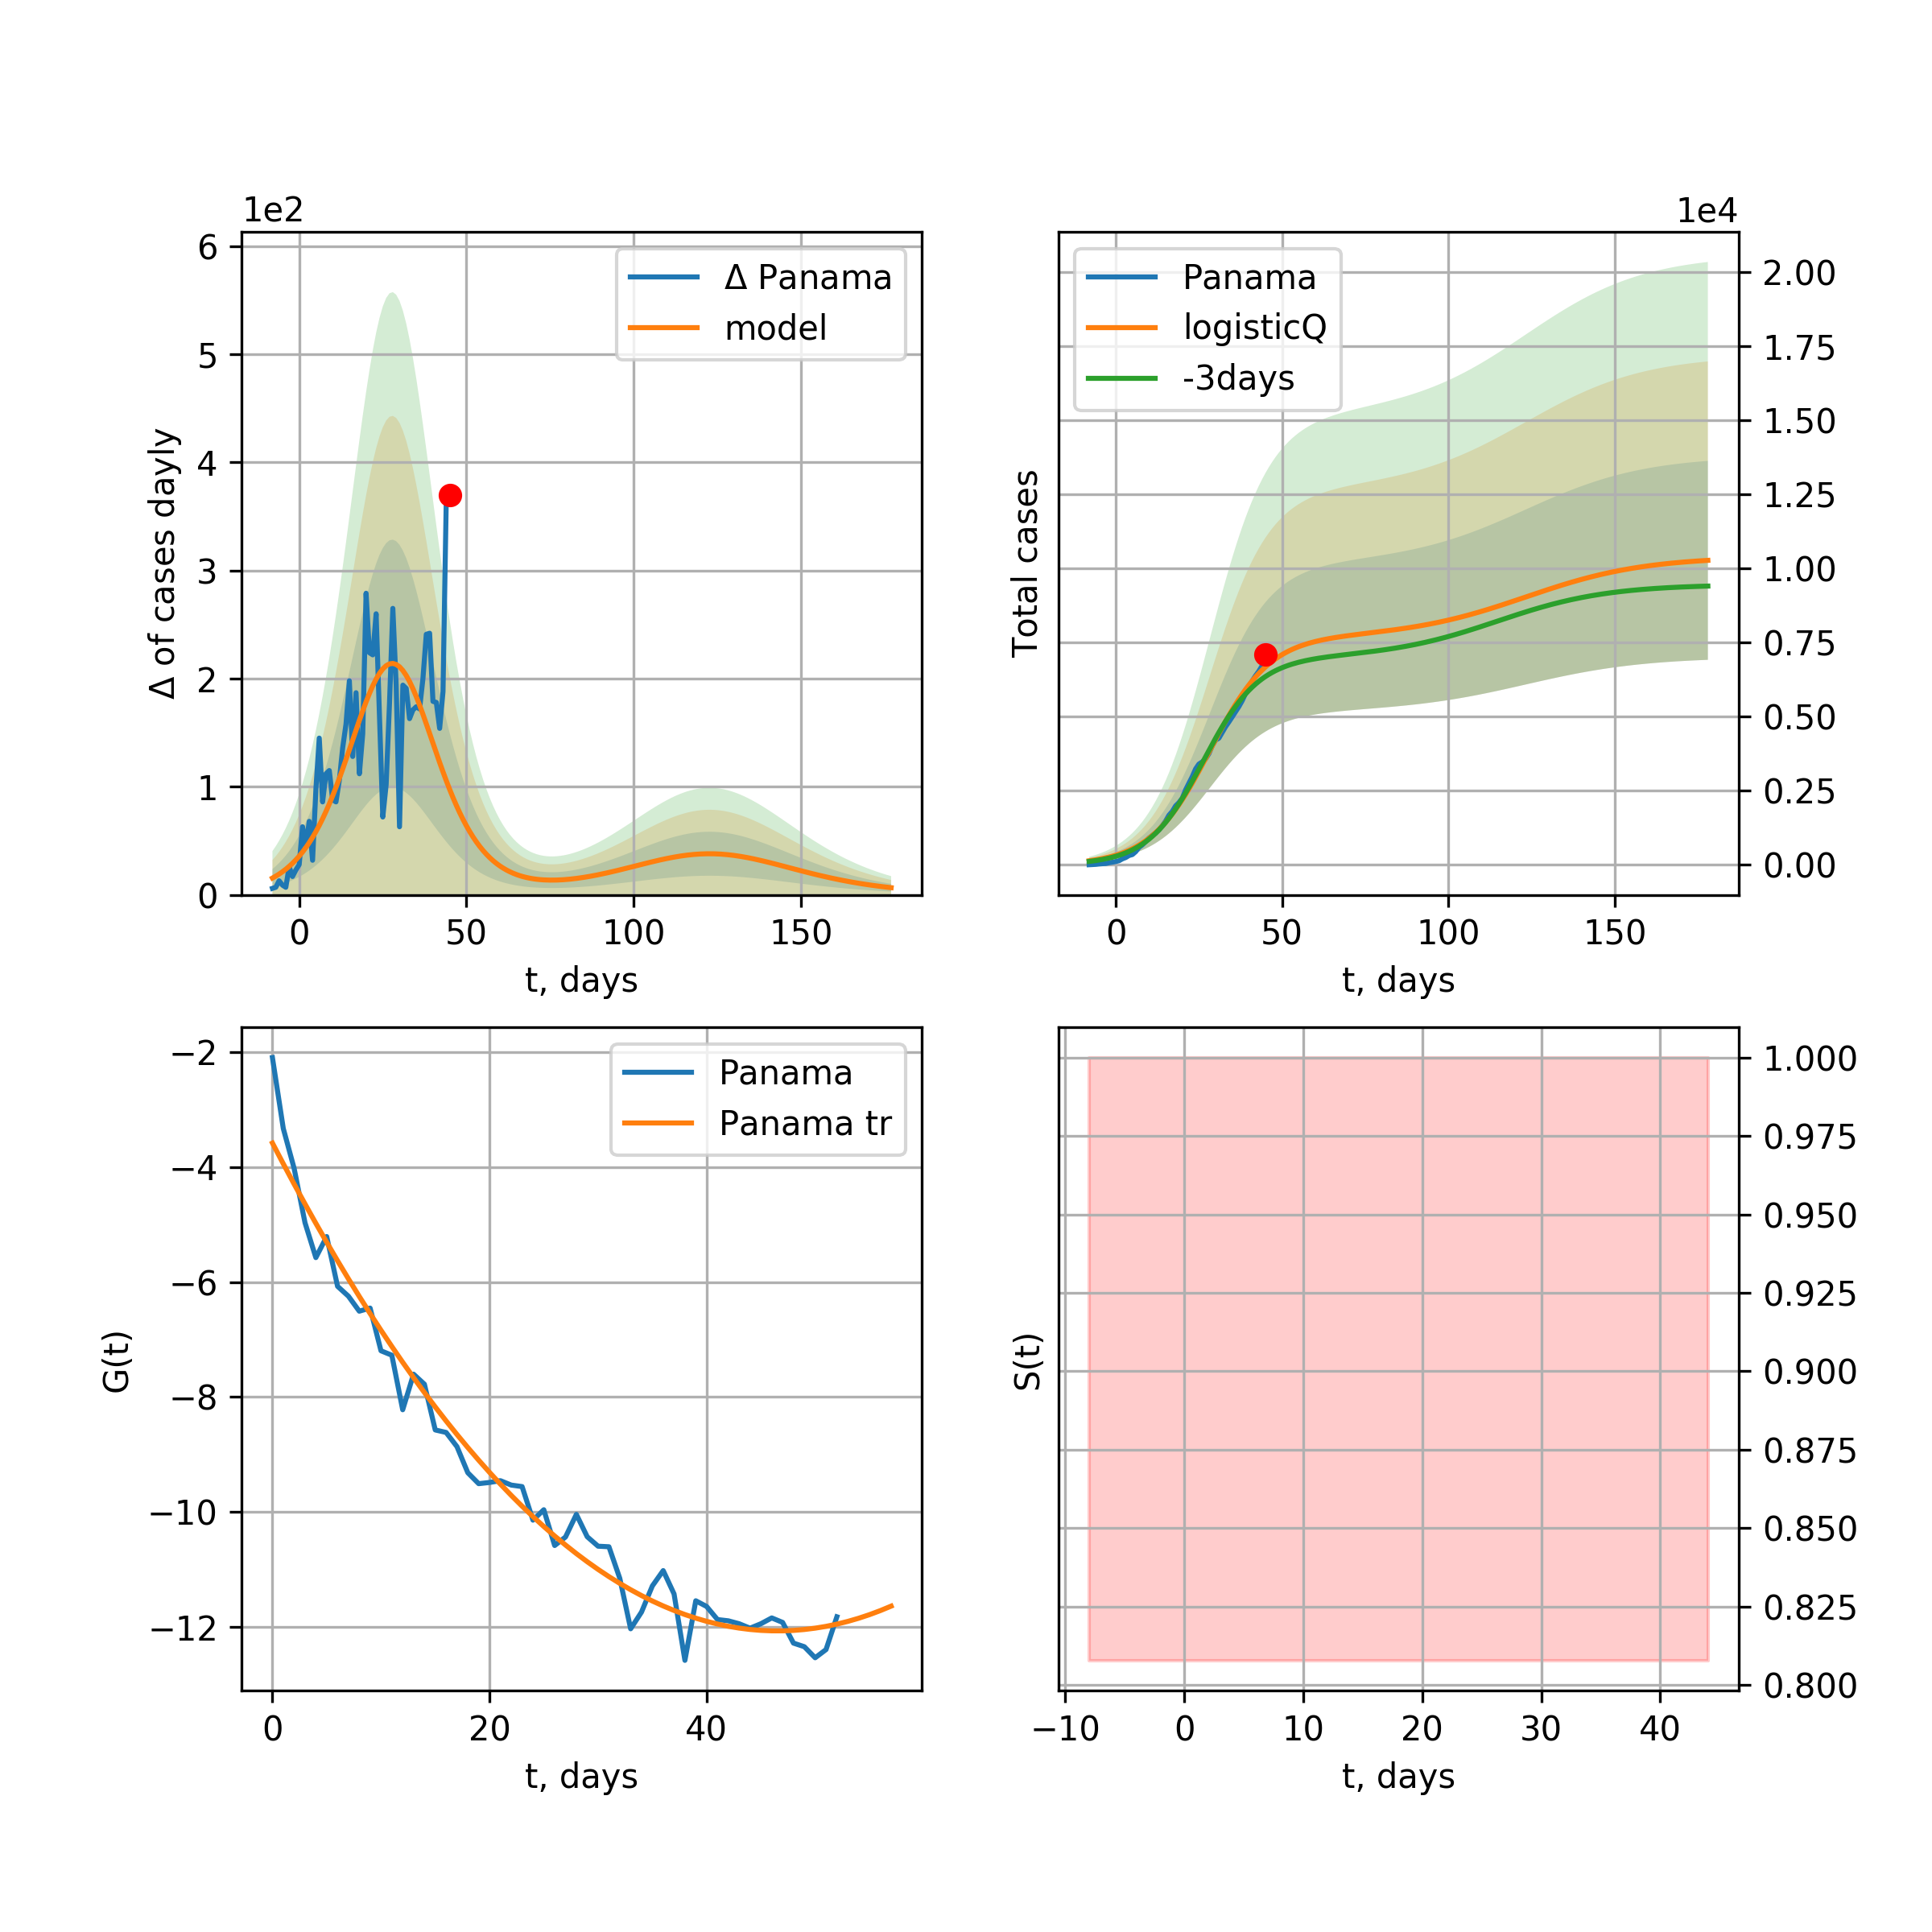 1e2
6
5
4
3
2
1
0
Δ of cases dayly
Δ Panama
model
0 50 100 150
t, days
1e4
Total cases
Panama
logisticQ
-3days
2.00
1.75
1.50
1.25
1.00
0.75
0.50
0.25
0.00
0 50 100 150
t, days
−2
−4
−6
−8
−10
−12
G(t)
Panama
Panama tr
0 20 40
t, days
S(t)
1.000
0.975
0.950
0.925
0.900
0.875
0.850
0.825
0.800
−10 0 10 20 30 40
t, days